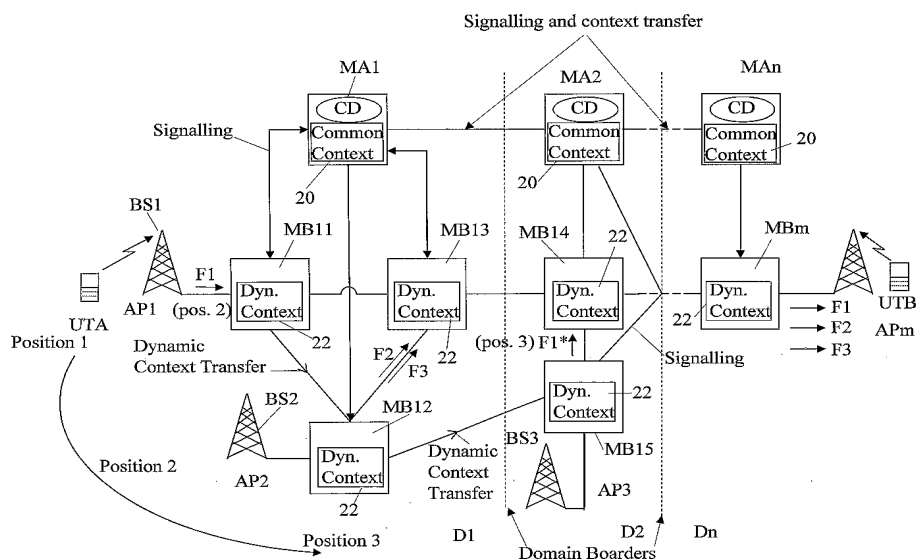 Signalling and context transfer
MA1
MA2
MAn
CD
CD
CD
Signalling
Common
Context
Common
Context
Common
Context
20
20
20
BS1
MB11
MB13
MB14
22
MBm
F1
Dyn.
Context
Dyn.
Context
Dyn.
Context
Dyn.
Context
22
UTA
AP1
(pos. 2)
22
22
UTB
APm
F1
F2
F3
Position 1
Dynamic
Context Transfer
F2
F3
(pos. 3)
F1*
Signalling
BS2
MB12
Dyn.
Context
22
BS3
MB15
Position 2
AP2
Dyn.
Context
22
Dynamic
Context
Transfer
AP3
Position 3
D1
D2
Dn
Domain Boarders